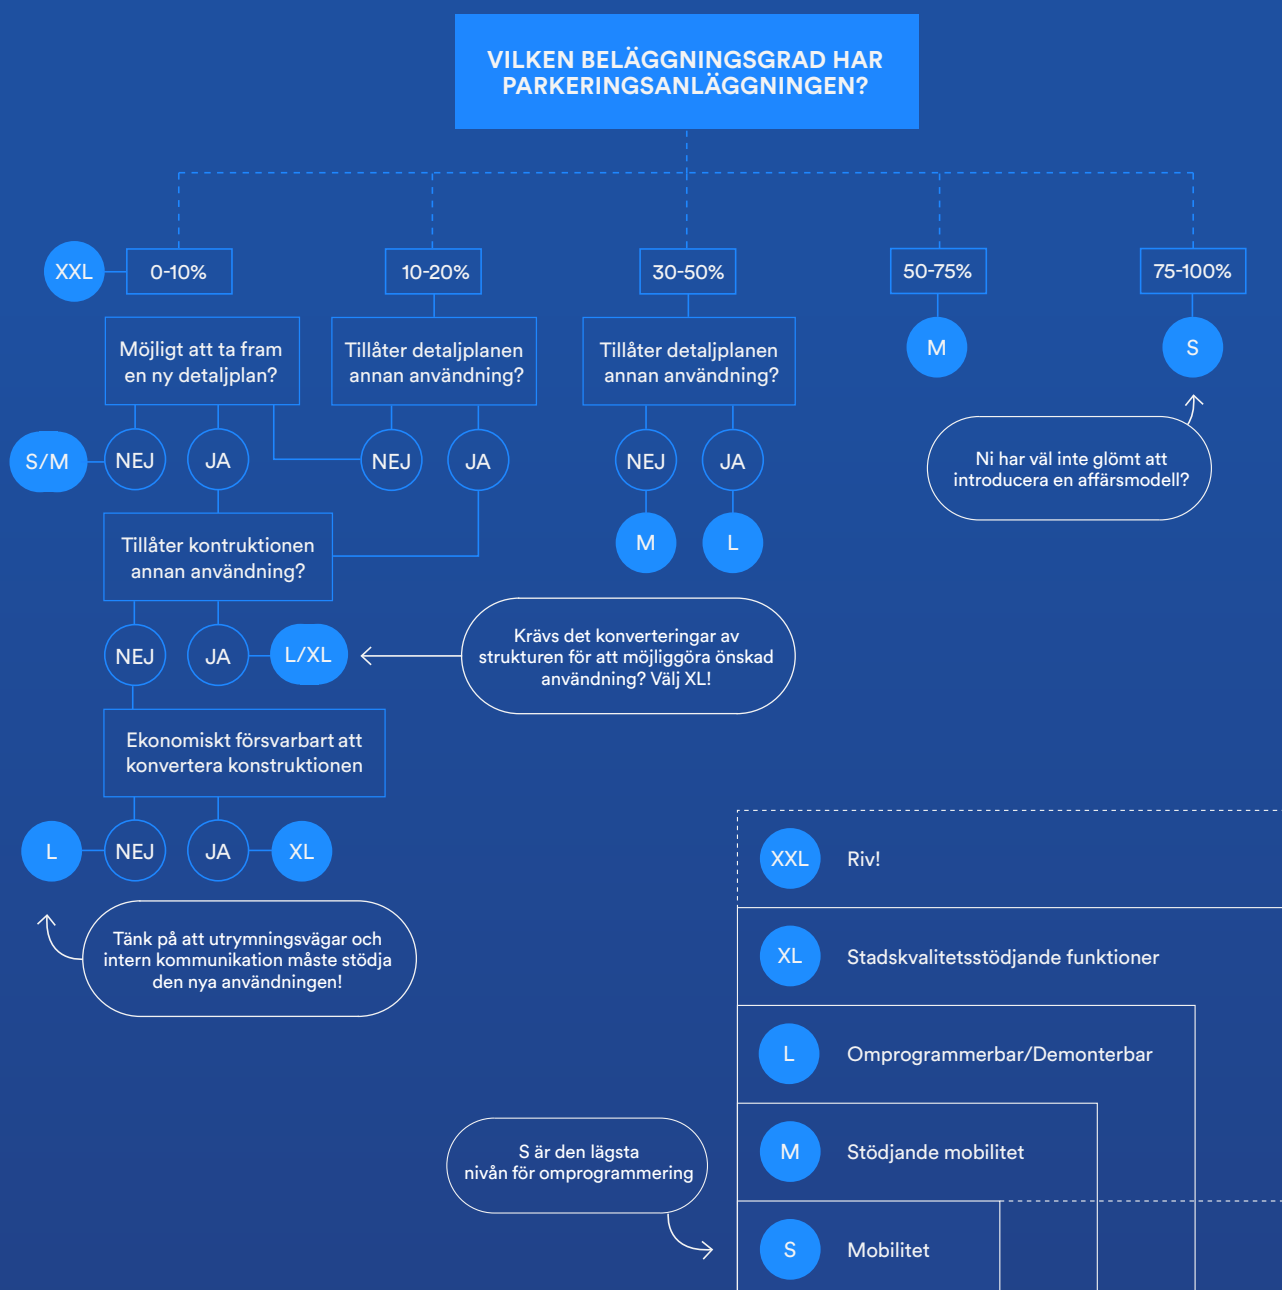 VILKEN BELÄGGNINGSGRAD HAR
PARKERINGSANLÄGGNINGEN?
XXL
0-10%
10-20%
30-50%
50-75%
75-100%
Möjligt att ta fram
en ny detaljplan?
Tillåter detaljplanen
annan användning?
Tillåter detaljplanen
annan användning?
M
S
S/M
NEJ
JA
NEJ
JA
NEJ
JA
Ni har väl inte glömt att
introducera en affärsmodell?
Tillåter kontruktionen
annan användning?
M
L
NEJ
JA
L/XL
Krävs det konverteringar av
strukturen för att möjliggöra önskad
användning? Välj XL!
Ekonomiskt försvarbart att
konvertera konstruktionen
L
NEJ
JA
XL
Tänk på att utrymningsvägar och
intern kommunikation måste stödja
den nya användningen!
XXL
Riv!
XL
Stadskvalitetsstödjande funktioner
L
Omprogrammerbar/Demonterbar
M
Stödjande mobilitet
S är den lägsta
nivån för omprogrammering
S
Mobilitet